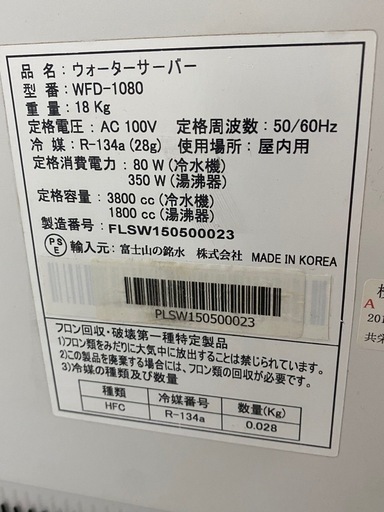 品 名：ウォーターサーバー
型 番：WFD-1080
重 量：18 Kg
定格電圧：AC 100V 定格周波数：50/60Hz
冷 媒：R-134a (28g) 使用場所：屋内用
定格消費電力：80 W (冷水機)
350 W (湯沸器)
定格容量：3800 cc (冷水機)
1800 cc (湯沸器)
製造番号：FLSW150500023
PS
E 輸入元：富士山の銘水 株式会社 MADE IN KOREA
PLSW150500023
フロン回収・破壊第一種特定製品
1)フロン類をみだりに大気中に放出することは禁じられています。
2)この製品を廃棄する場合には、フロン類の回収が必要です。
3)冷媒の種類及び数量
種類 冷媒番号 数量(Kg)
HFC R-134a 0.028
A
201
共栄